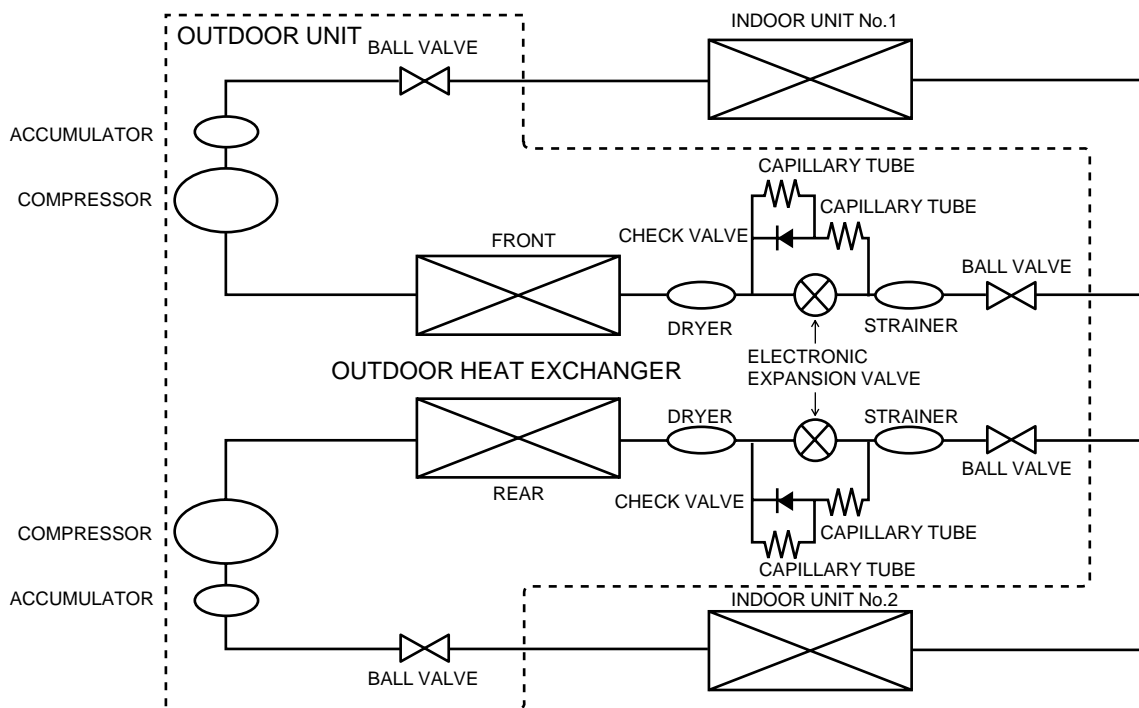 INDOOR UNIT No.1
OUTDOOR UNIT
BALL VALVE
ACCUMULATOR
CAPILLARY TUBE
COMPRESSOR
CAPILLARY TUBE
CHECK VALVE
FRONT
BALL VALVE
DRYER
STRAINER
ELECTRONIC
EXPANSION VALVE
OUTDOOR HEAT EXCHANGER
DRYER
STRAINER
BALL VALVE
REAR
CHECK VALVE
COMPRESSOR
CAPILLARY TUBE
CAPILLARY TUBE
ACCUMULATOR
INDOOR UNIT No.2
BALL VALVE